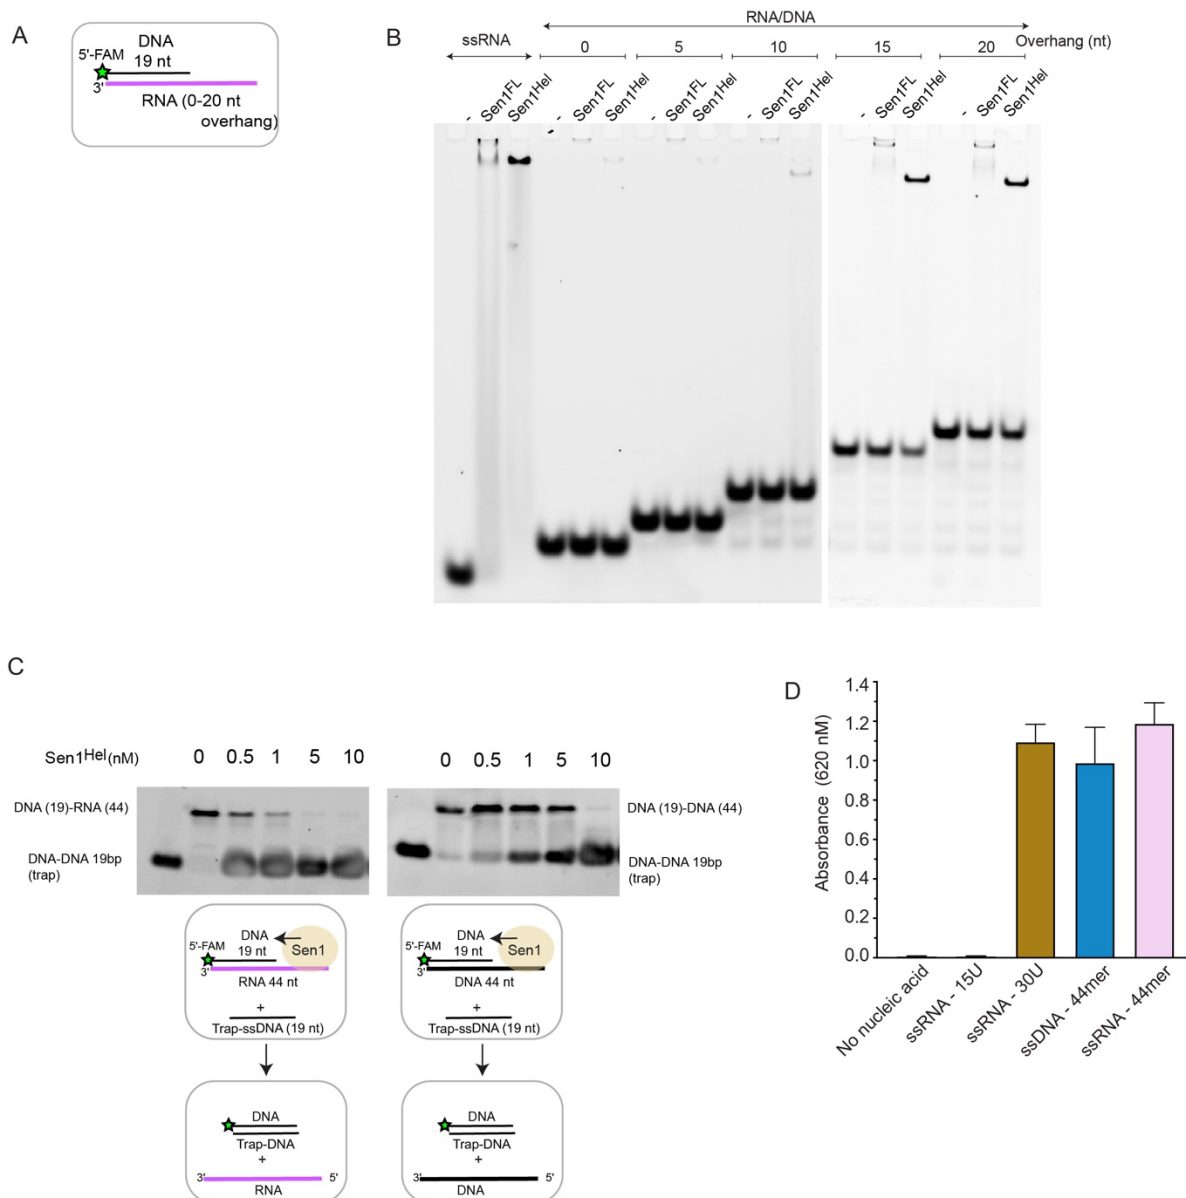 A
5'-FAM
DNA
19 nt
3'
RNA (0-20 nt
overhang)
B
RNA/DNA
ssRNA
0
5
10
15
20
Overhang (nt)
-
Sen1FL
Sen1Hel
-
Sen1FL
Sen1Hel
-
Sen1FL
Sen1Hel
-
Sen1FL
Sen1Hel
-
Sen1FL
Sen1Hel
-
Sen1FL
Sen1Hel
C
Sen1Hel(nM)
0 0.5 1 5 10
0 0.5 1 5 10
DNA (19)-RNA (44)
DNA-DNA 19bp
(trap)
DNA (19)-DNA (44)
DNA-DNA 19bp
(trap)
5'-FAM
DNA
19 nt
Sen1
3'
RNA 44 nt
+
Trap-ssDNA (19 nt)
DNA
Trap-DNA
+
3'
5'
RNA
5'-FAM
DNA
19 nt
Sen1
3'
DNA 44 nt
+
Trap-ssDNA (19 nt)
DNA
Trap-DNA
+
3'
5'
DNA
D
Absorbance (620 nM)
1.4
1.2
1.0
0.8
0.6
0.4
0.2
0.0
No nucleic acid
ssRNA - 15U
ssRNA - 30U
ssDNA - 44mer
ssRNA - 44mer